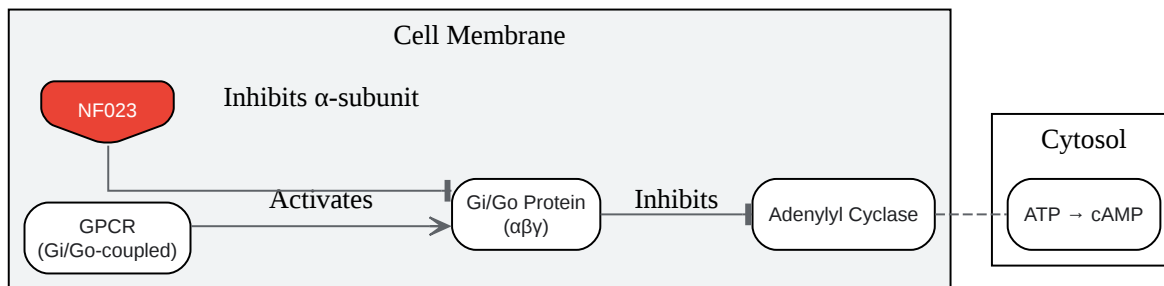 Cell Membrane
NF023
Inhibits α-subunit
Cytosol
Activates
Gi/Go Protein
(αβγ)
Inhibits
Adenylyl Cyclase
ATP → cAMP
GPCR
(Gi/Go-coupled)